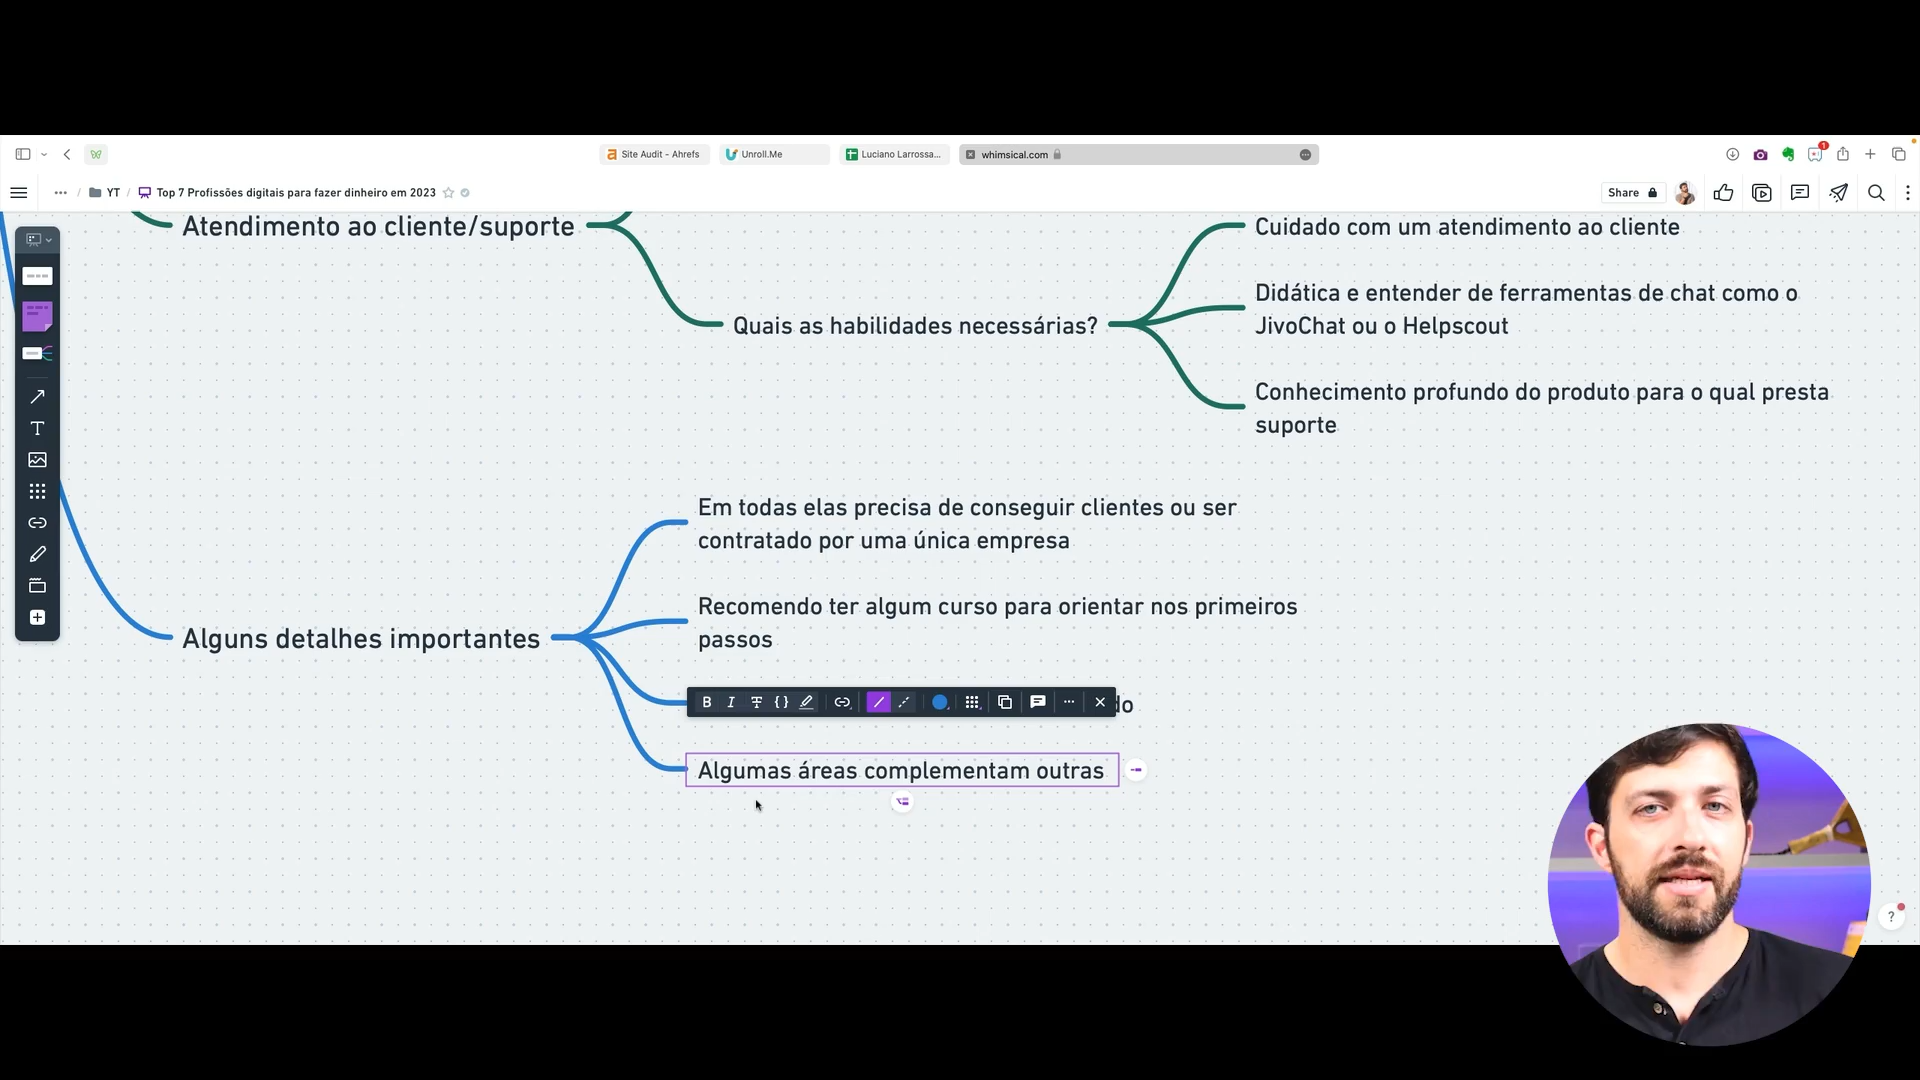 Site Audit - Ahrefs
Unroll.Me
Luciano Larrossa...
whimsical.com
1
... / YT / Top 7 Profissões digitais para fazer dinheiro em 2023
Share
Atendimento ao cliente/suporte
Quais as habilidades necessárias?
Cuidado com um atendimento ao cliente
Didática e entender de ferramentas de chat como o
JivoChat ou o Helpscout
Conhecimento profundo do produto para o qual presta
suporte
Alguns detalhes importantes
Em todas elas precisa de conseguir clientes ou ser
contratado por uma única empresa
Recomendo ter algum curso para orientar nos primeiros
passos
Algumas áreas complementam outras
?